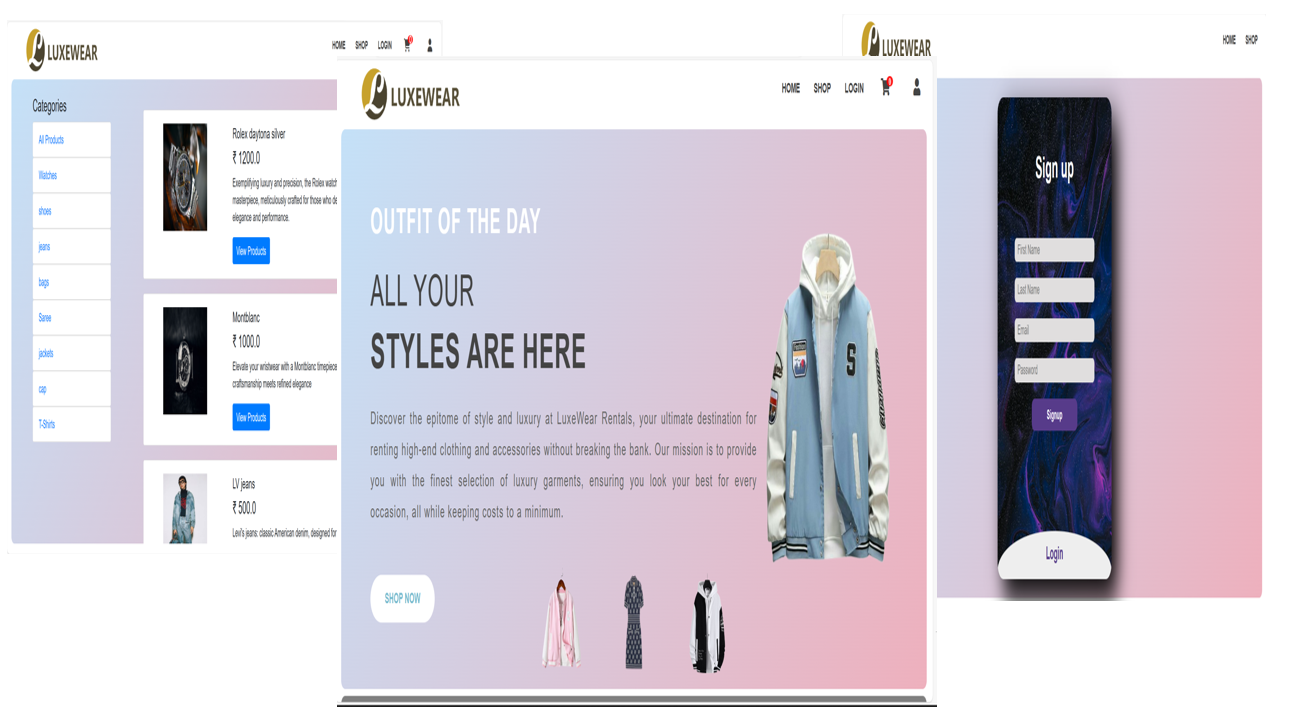 LUXEWEAR
HOME SHOP LOGIN
Categories
All Products
Watches
shoes
jeans
bags
Saree
jackets
cap
T-Shirts
Rolex daytona silver
₹ 1200.0
Exemplifying luxury and precision, the Rolex watch
masterpiece, meticulously crafted for those who de
elegance and performance.
View Products
Montblanc
₹ 1000.0
Elevate your wristwear with a Montblanc timepiece
craftsmanship meets refined elegance
View Products
LV jeans
₹ 500.0
Levi's jeans: classic American denim, designed for
LUXEWEAR
HOME SHOP LOGIN
OUTFIT OF THE DAY
ALL YOUR
STYLES ARE HERE
Discover the epitome of style and luxury at LuxeWear Rentals, your ultimate destination for
renting high-end clothing and accessories without breaking the bank. Our mission is to provide
you with the finest selection of luxury garments, ensuring you look your best for every
occasion, all while keeping costs to a minimum.
SHOP NOW
S
LUXEWEAR
HOME SHOP
Sign up
First Name
Last Name
Email
Password
Signup
Login